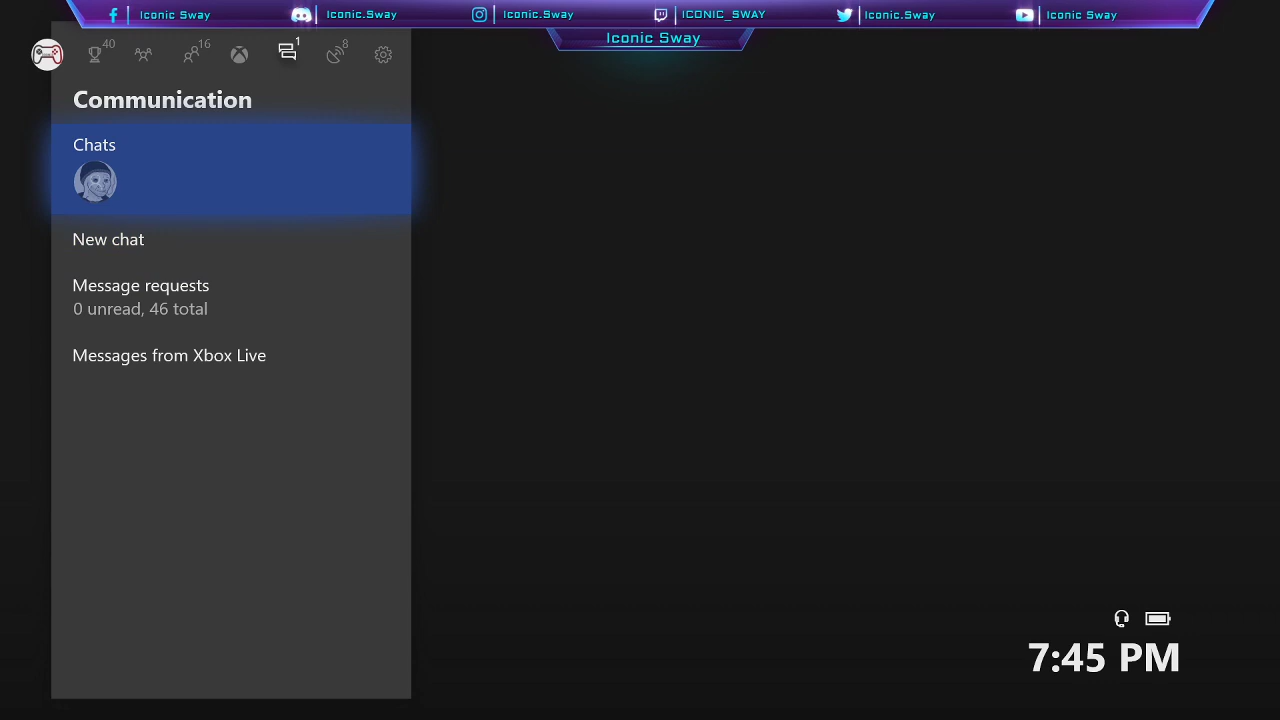 Iconic Sway
Iconic.Sway
Iconic.Sway
ICONIC_SWAY
Iconic.Sway
Iconic Sway
Iconic Sway
40
16
1
8
Communication
Chats
New chat
Message requests
0 unread, 46 total
Messages from Xbox Live
7:45 PM